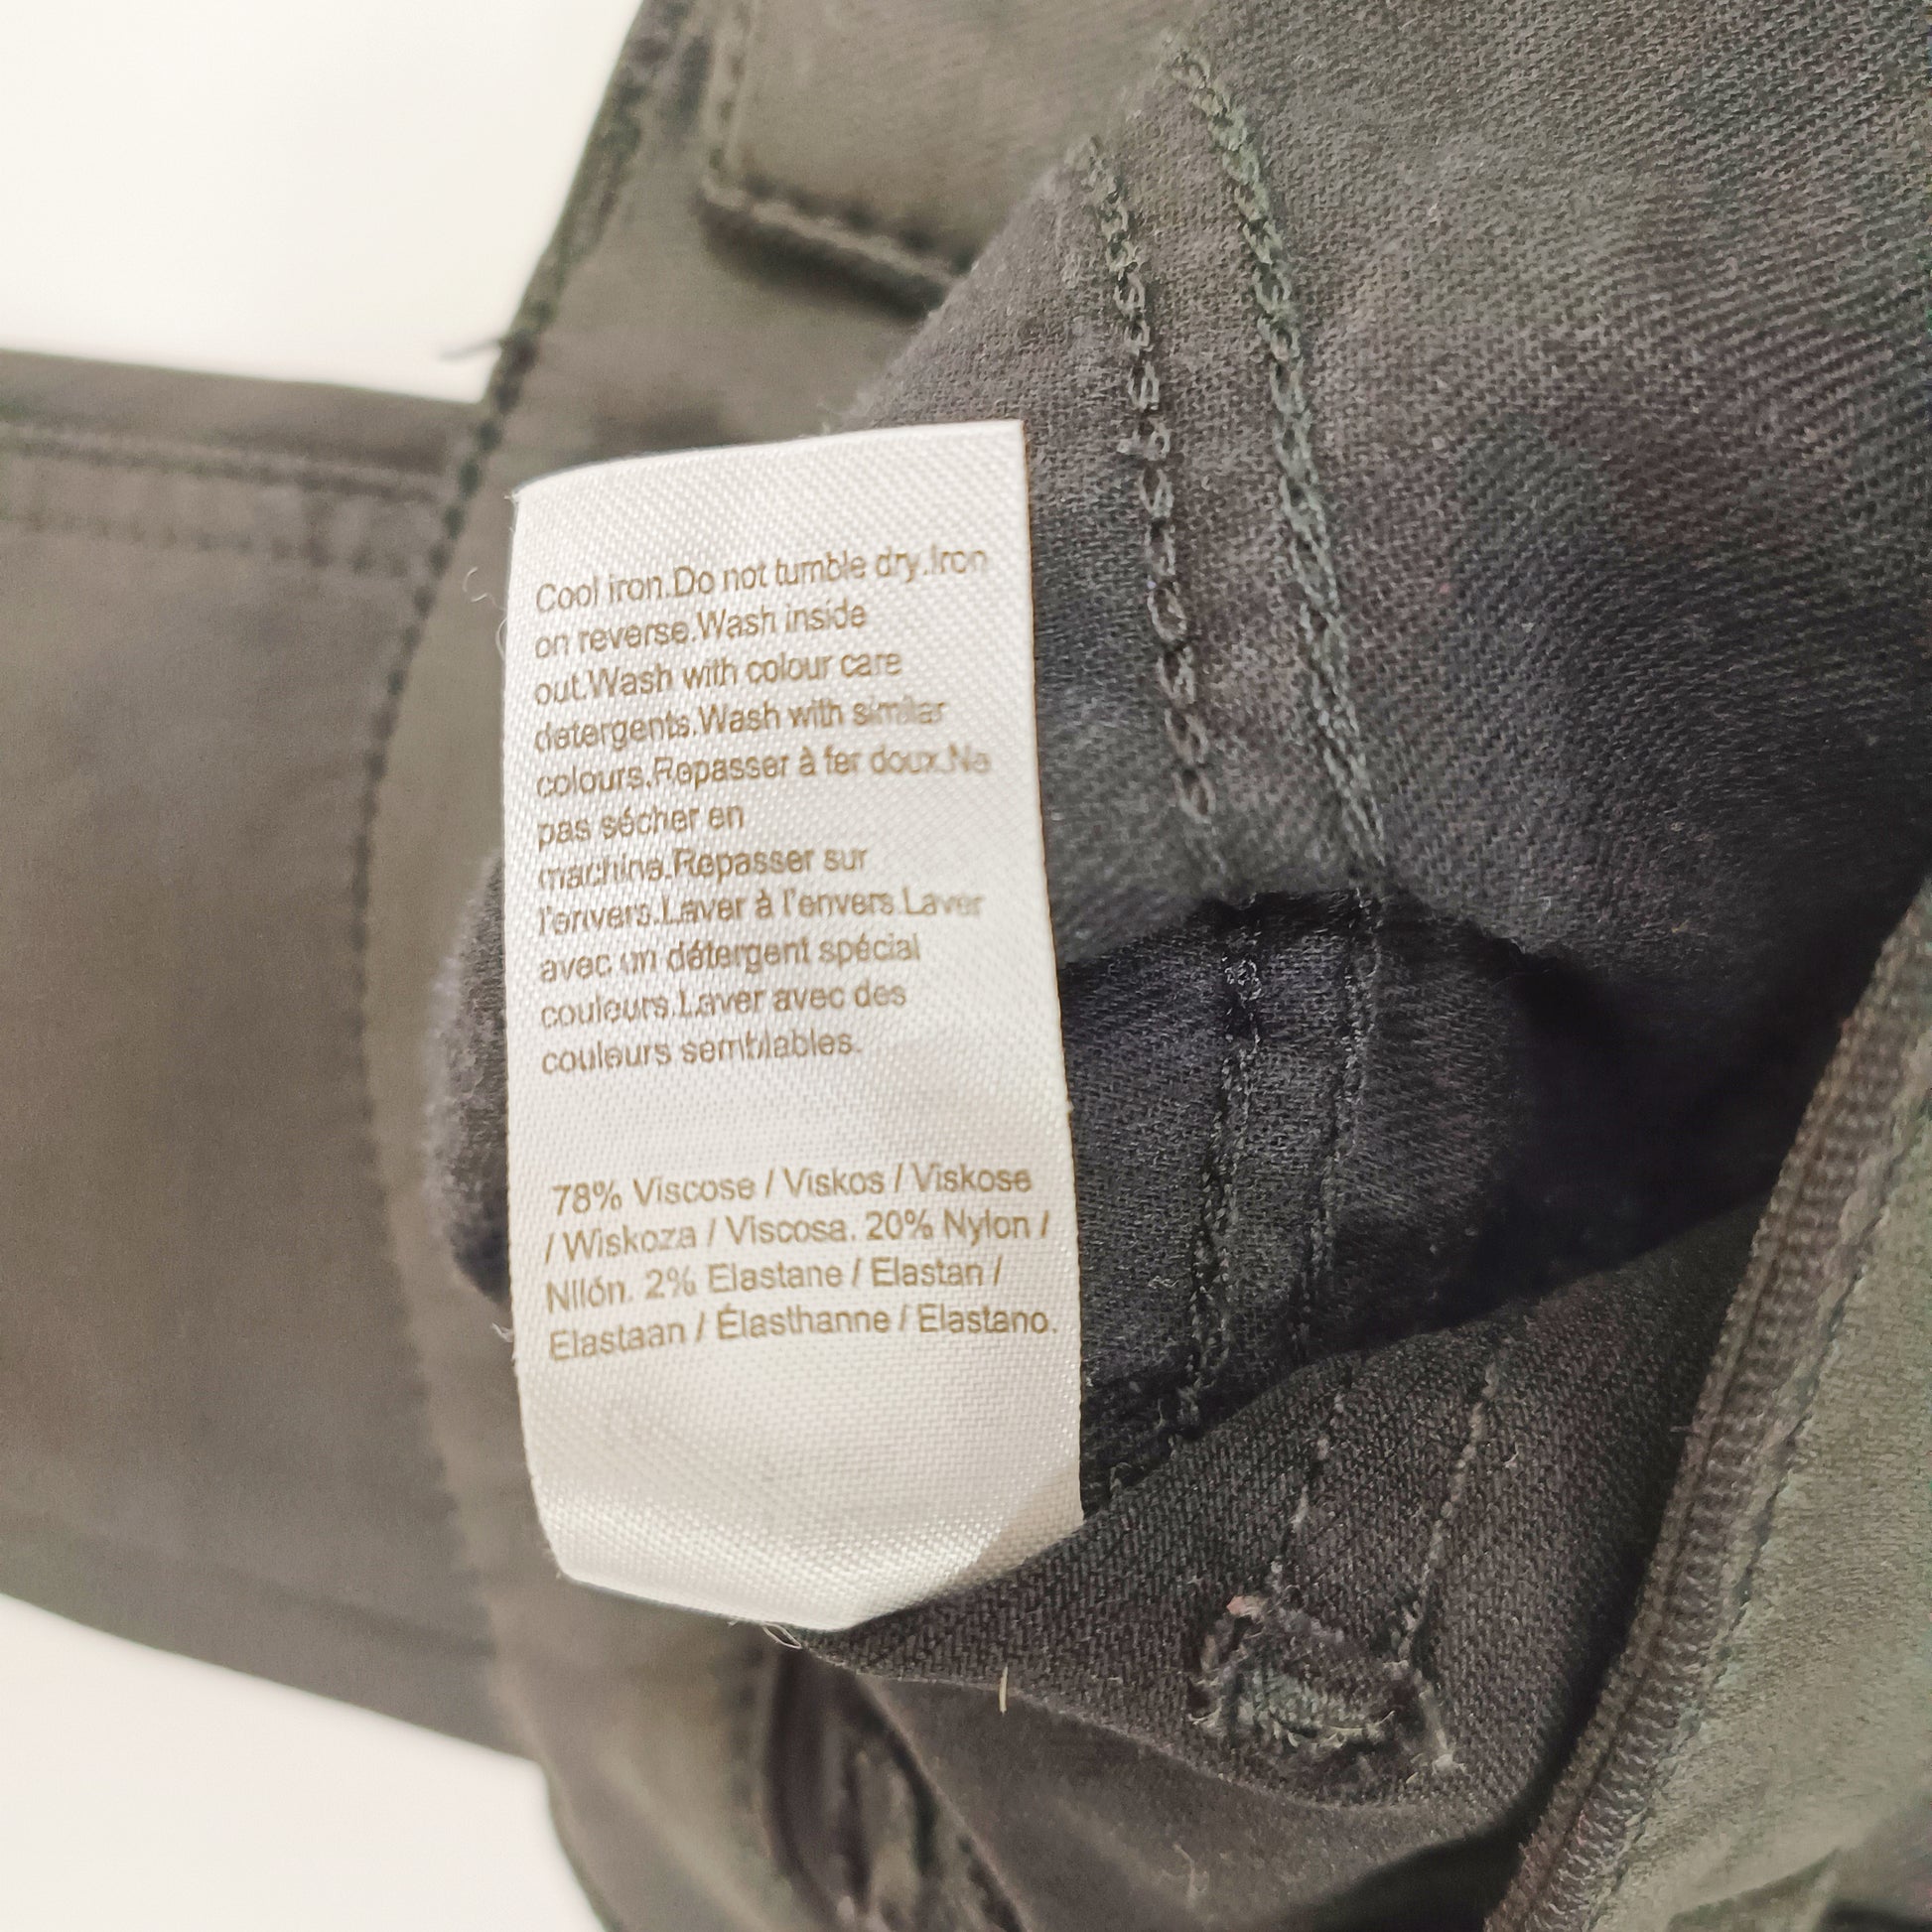 Cool iron.Do not tumble dry.Iron
on reverse.Wash inside
out.Wash with colour care
detergents.Wash with similar
colours.Repasser à fer doux.Ne
pas sécher en
machine.Repasser sur
l'envers.Laver à l'envers.Laver
avec un détergent spécial
couleurs.Laver avec des
couleurs semblables.
78% Viscose / Viskos / Viskose
/ Wiskoza / Viscosa. 20% Nylon /
Nilón. 2% Elastane / Elastan /
Elastaan / Élasthanne / Elastano.